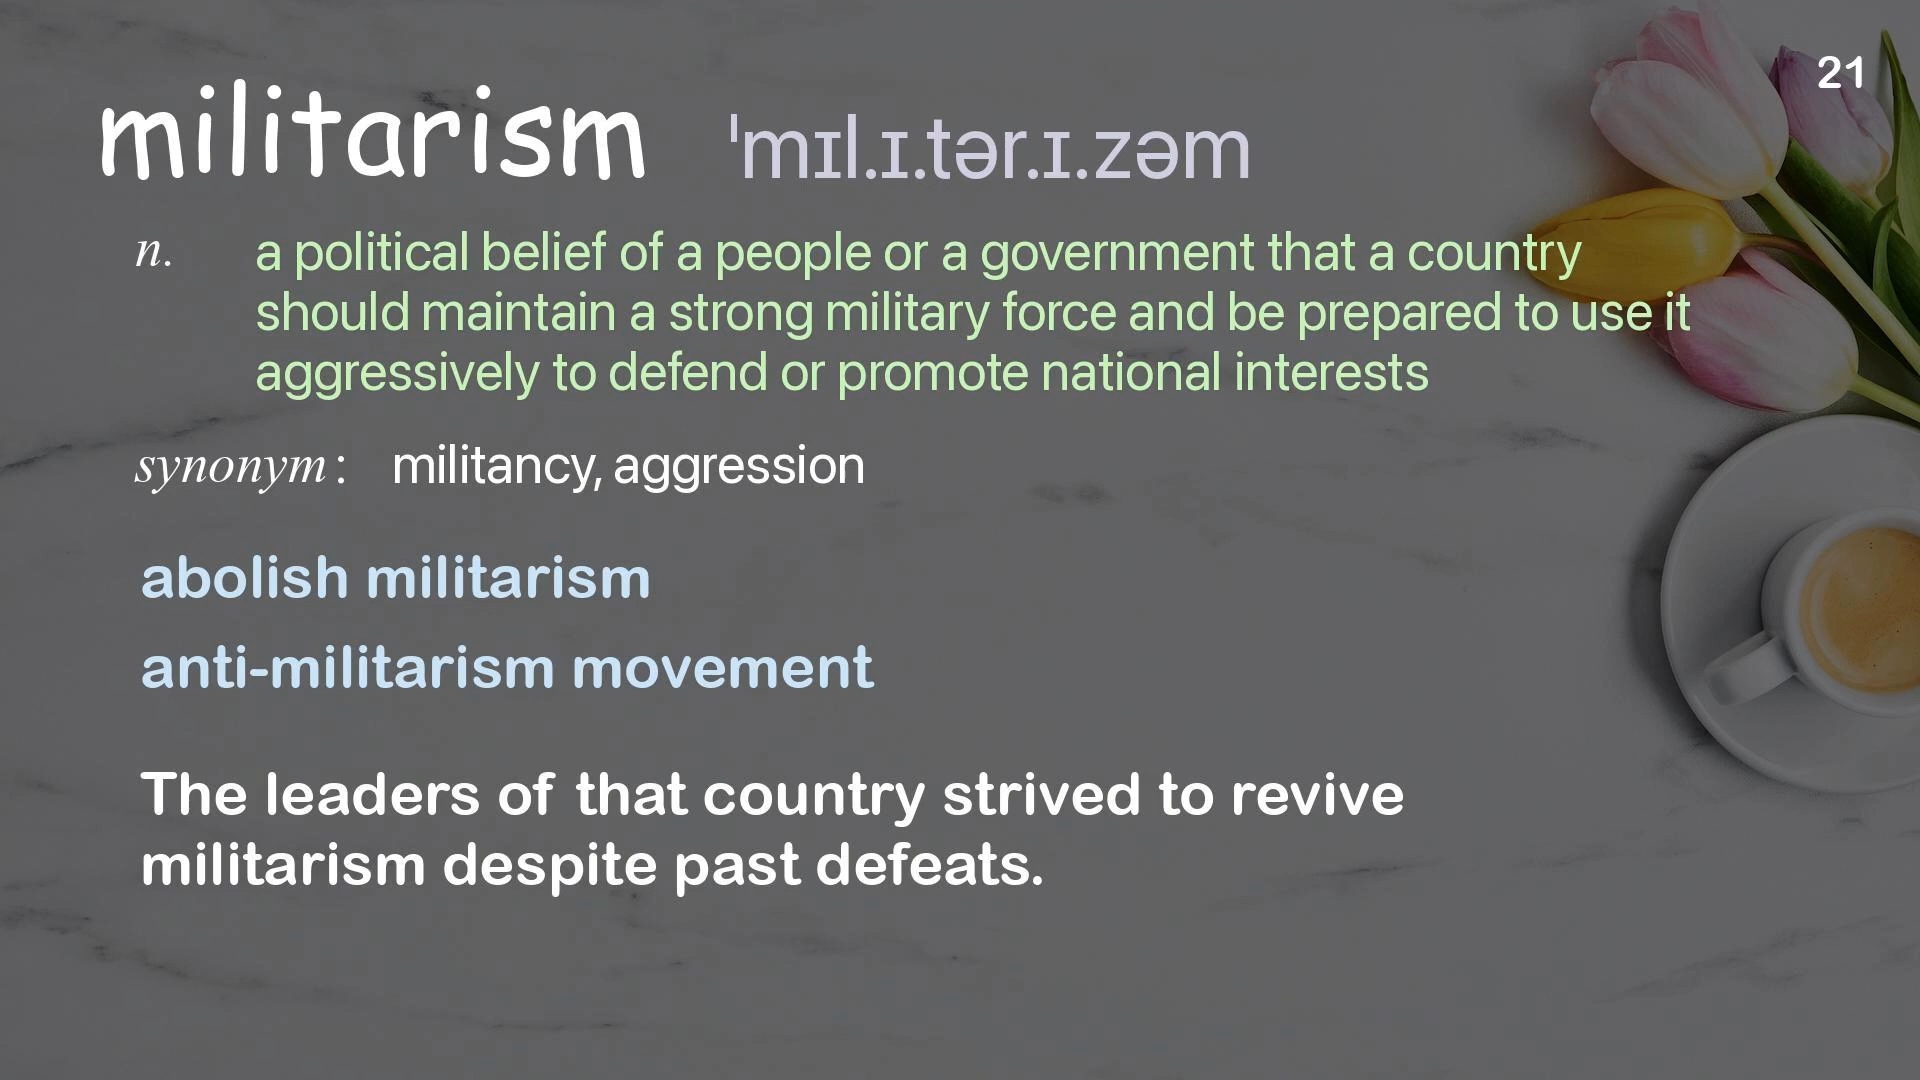 21
militarism ˈmɪl.ɪ.tər.ɪ.zəm
n. a political belief of a people or a government that a country
should maintain a strong military force and be prepared to use it
aggressively to defend or promote national interests
synonym : militancy, aggression
abolish militarism
anti-militarism movement
The leaders of that country strived to revive
militarism despite past defeats.